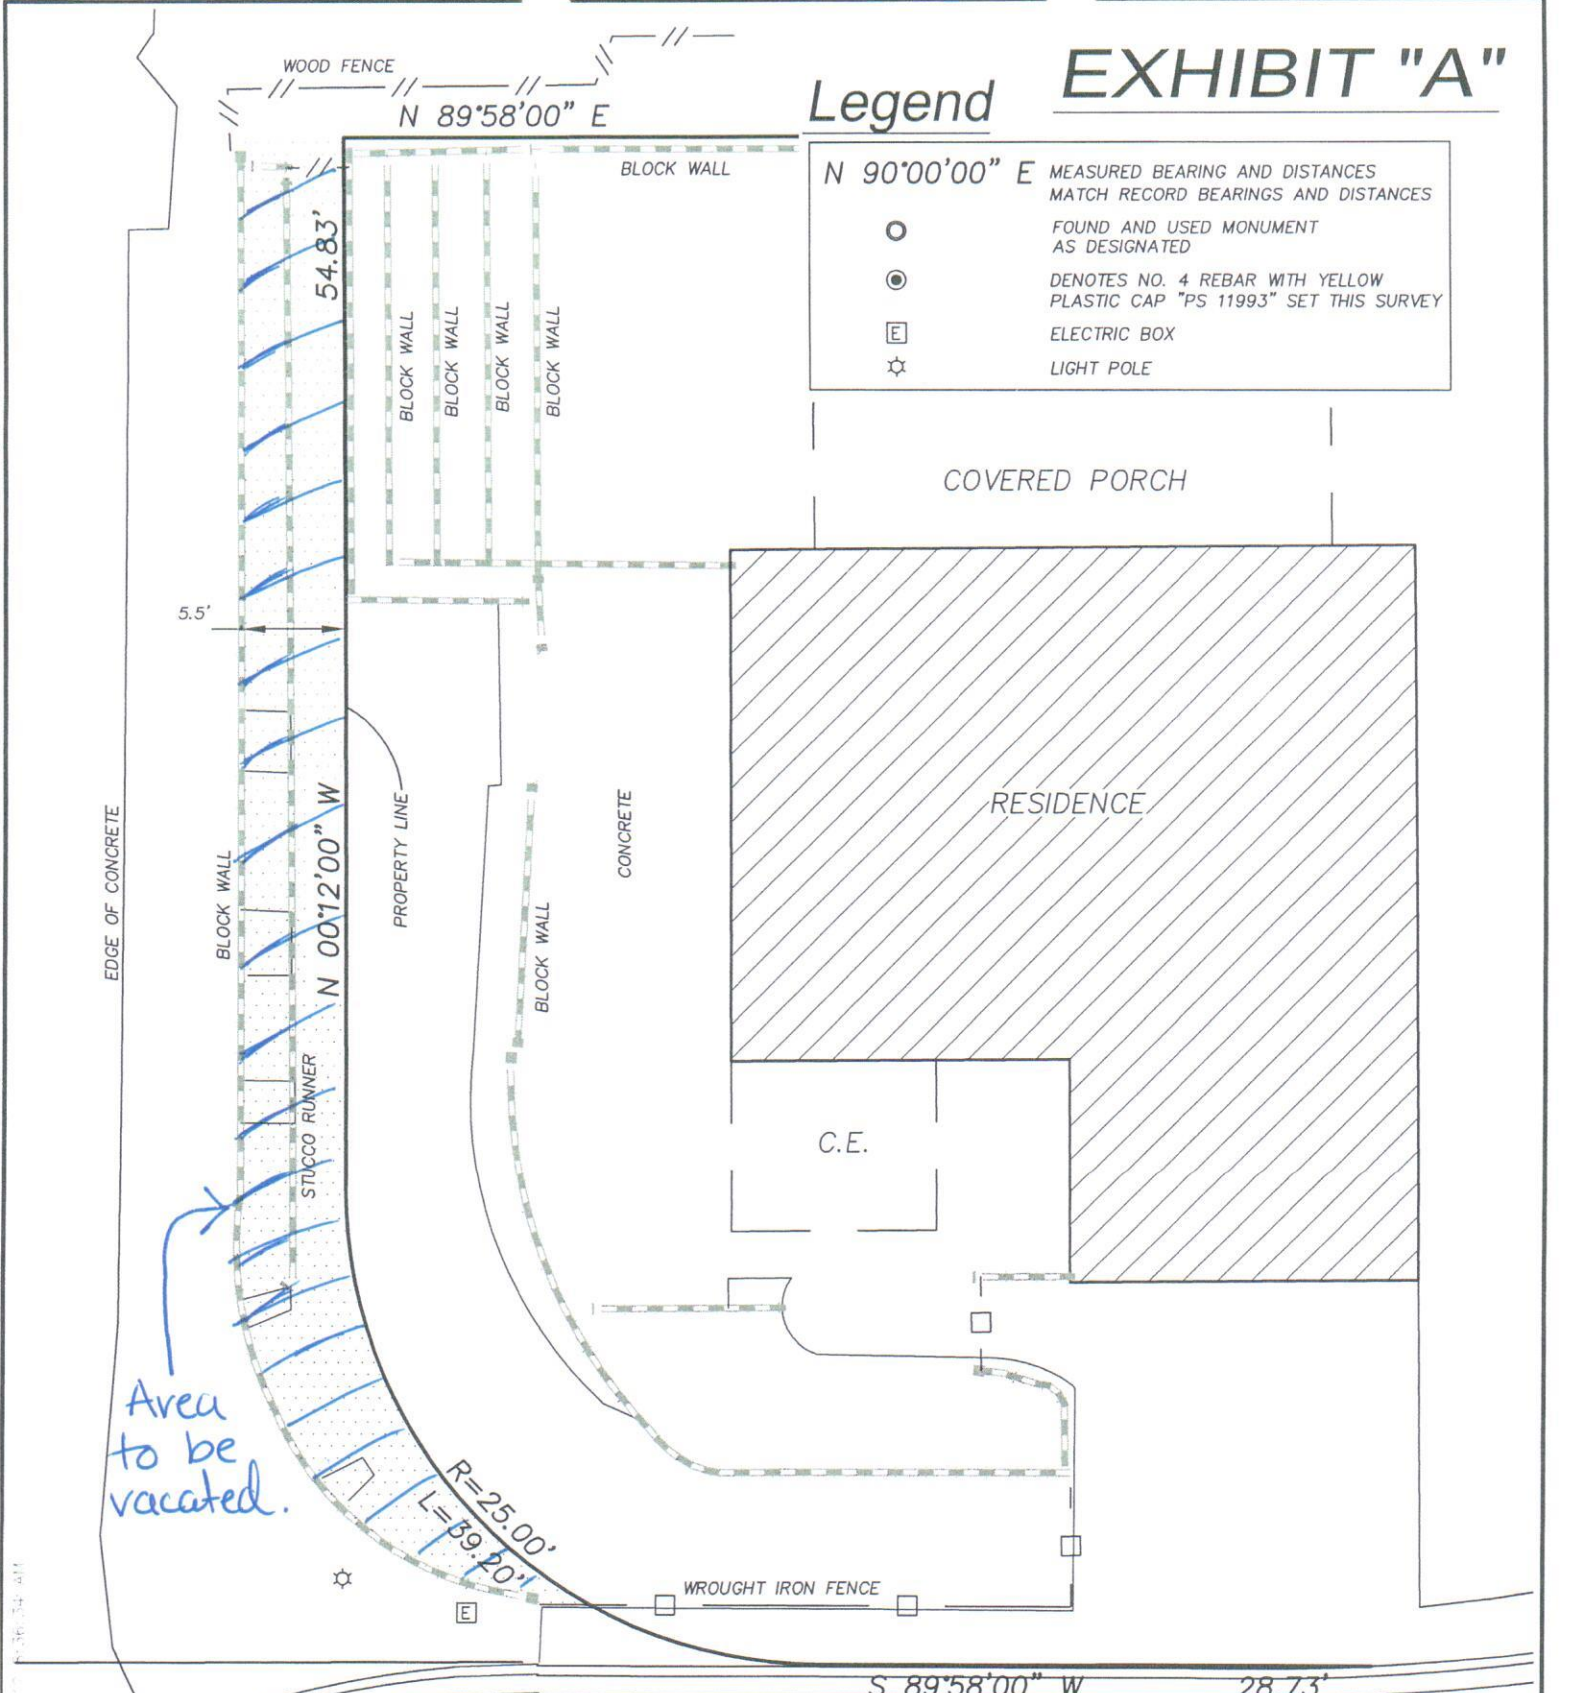 EXHIBIT "A"
WOOD FENCE
N 89°58'00" E
Legend
BLOCK WALL
N 90°00'00" E
MEASURED BEARING AND DISTANCES
MATCH RECORD BEARINGS AND DISTANCES
FOUND AND USED MONUMENT
AS DESIGNATED
DENOTES NO. 4 REBAR WITH YELLOW
PLASTIC CAP "PS 11993" SET THIS SURVEY
E
ELECTRIC BOX
LIGHT POLE
54.83'
BLOCK WALL
BLOCK WALL
BLOCK WALL
BLOCK WALL
COVERED PORCH
5.5'
EDGE OF CONCRETE
BLOCK WALL
N 00°12'00" W
PROPERTY LINE
CONCRETE
BLOCK WALL
RESIDENCE
STUCCO RUNNER
C.E.
Area
to be
vacated.
R=25.00'
L=39.20'
WROUGHT IRON FENCE
E
S 89°58'00" W
28.73'